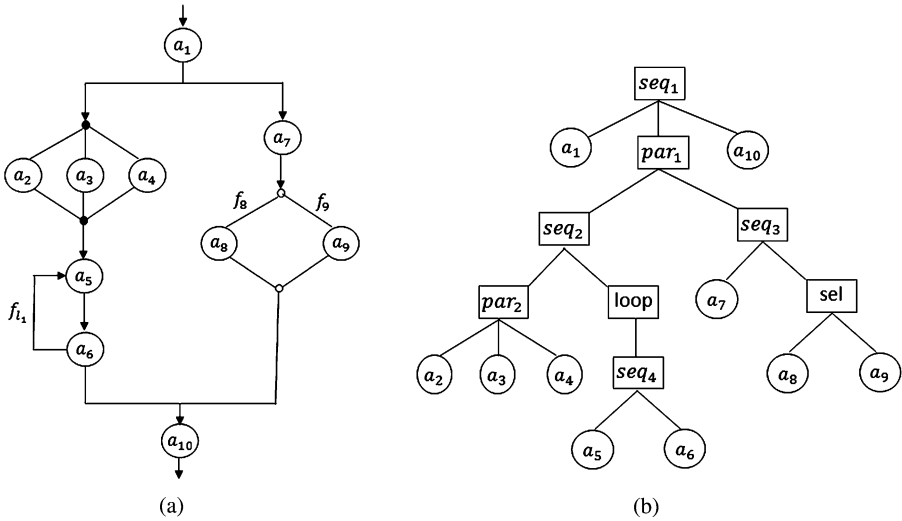 a₁
a₇
a₂ a₃ a₄
f₈ f₉
a₈ a₉
a₅
fₗ₁
a₆
a₁₀
(a)
seq₁
a₁ par₁ a₁₀
seq₂ seq₃
par₂ loop a₇ sel
a₂ a₃ a₄ seq₄ a₈ a₉
a₅ a₆
(b)